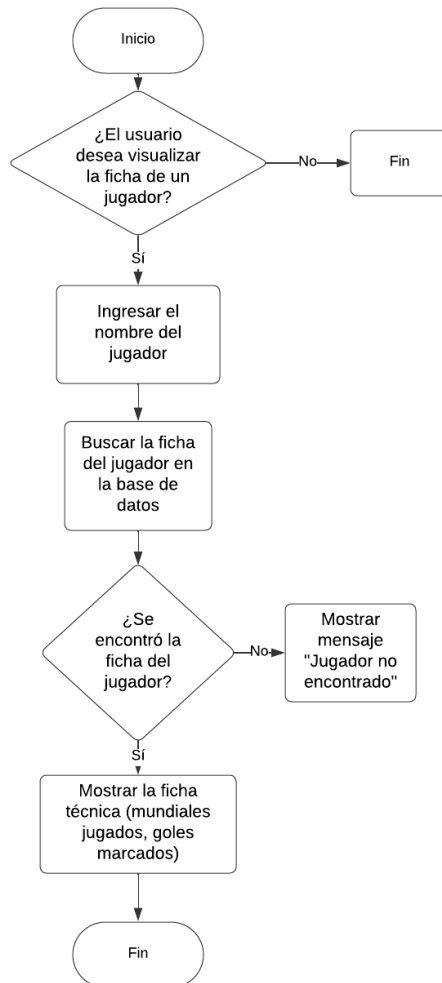 Inicio
¿El usuario
desea visualizar
la ficha de un
jugador?
No
Fin
Sí
Ingresar el
nombre del
jugador
Buscar la ficha
del jugador en
la base de
datos
¿Se
encontró la
ficha del
jugador?
No
Mostrar
mensaje
"Jugador no
encontrado"
Sí
Mostrar la ficha
técnica (mundiales
jugados, goles
marcados)
Fin